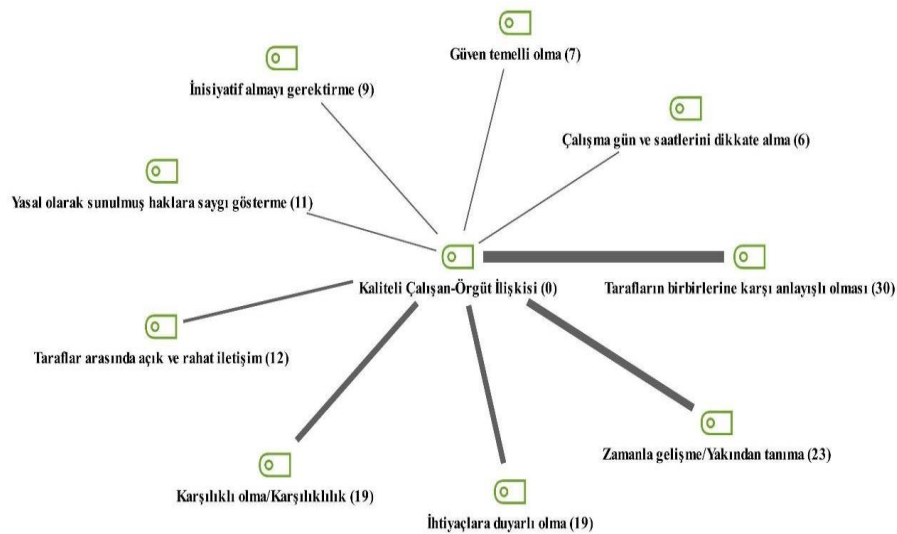 Güven temelli olma (7)
İnisiyatif almayı gerektirme (9)
Çalışma gün ve saatlerini dikkate alma (6)
Yasal olarak sunulmuş haklara saygı gösterme (11)
Kaliteli Çalışan-Örgüt İlişkisi (0)
Tarafların birbirlerine karşı anlayışlı olması (30)
Taraflar arasında açık ve rahat iletişim (12)
Zamanla gelişme/Yakından tanıma (23)
Karşılıklı olma/Karşılıklılık (19)
İhtiyaçlara duyarlı olma (19)